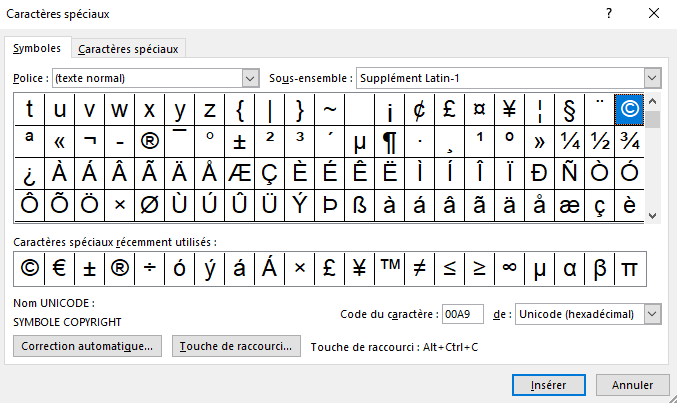 Caractères spéciaux
Symboles Caractères spéciaux
Police : (texte normal) Sous-ensemble : Supplément Latin-1
t u v w x y z { | } ~ ¡ ¢ £ ¤ ¥ ¦ § ¨ ©
ª « ¬ - ® ¯ ° ± ² ³ ´ µ ¶ · ¸ ¹ º » ¼ ½ ¾
¿ À Á Â Ã Ä Å Æ Ç È É Ê Ë Ì Í Î Ï Ð Ñ Ò Ó
Ô Õ Ö × Ø Ù Ú Û Ü Ý Þ ß à á â ã ä å æ ç è
Caractères spéciaux récemment utilisés :
© € ± ® ÷ ó ý á Á × £ ¥ ™ ≠ ≤ ≥ ∞ µ α β π
Nom UNICODE :
SYMBOLE COPYRIGHT
Code du caractère : 00A9 de : Unicode (hexadécimal)
Correction automatique... Touche de raccourci... Touche de raccourci : Alt+Ctrl+C
Insérer Annuler